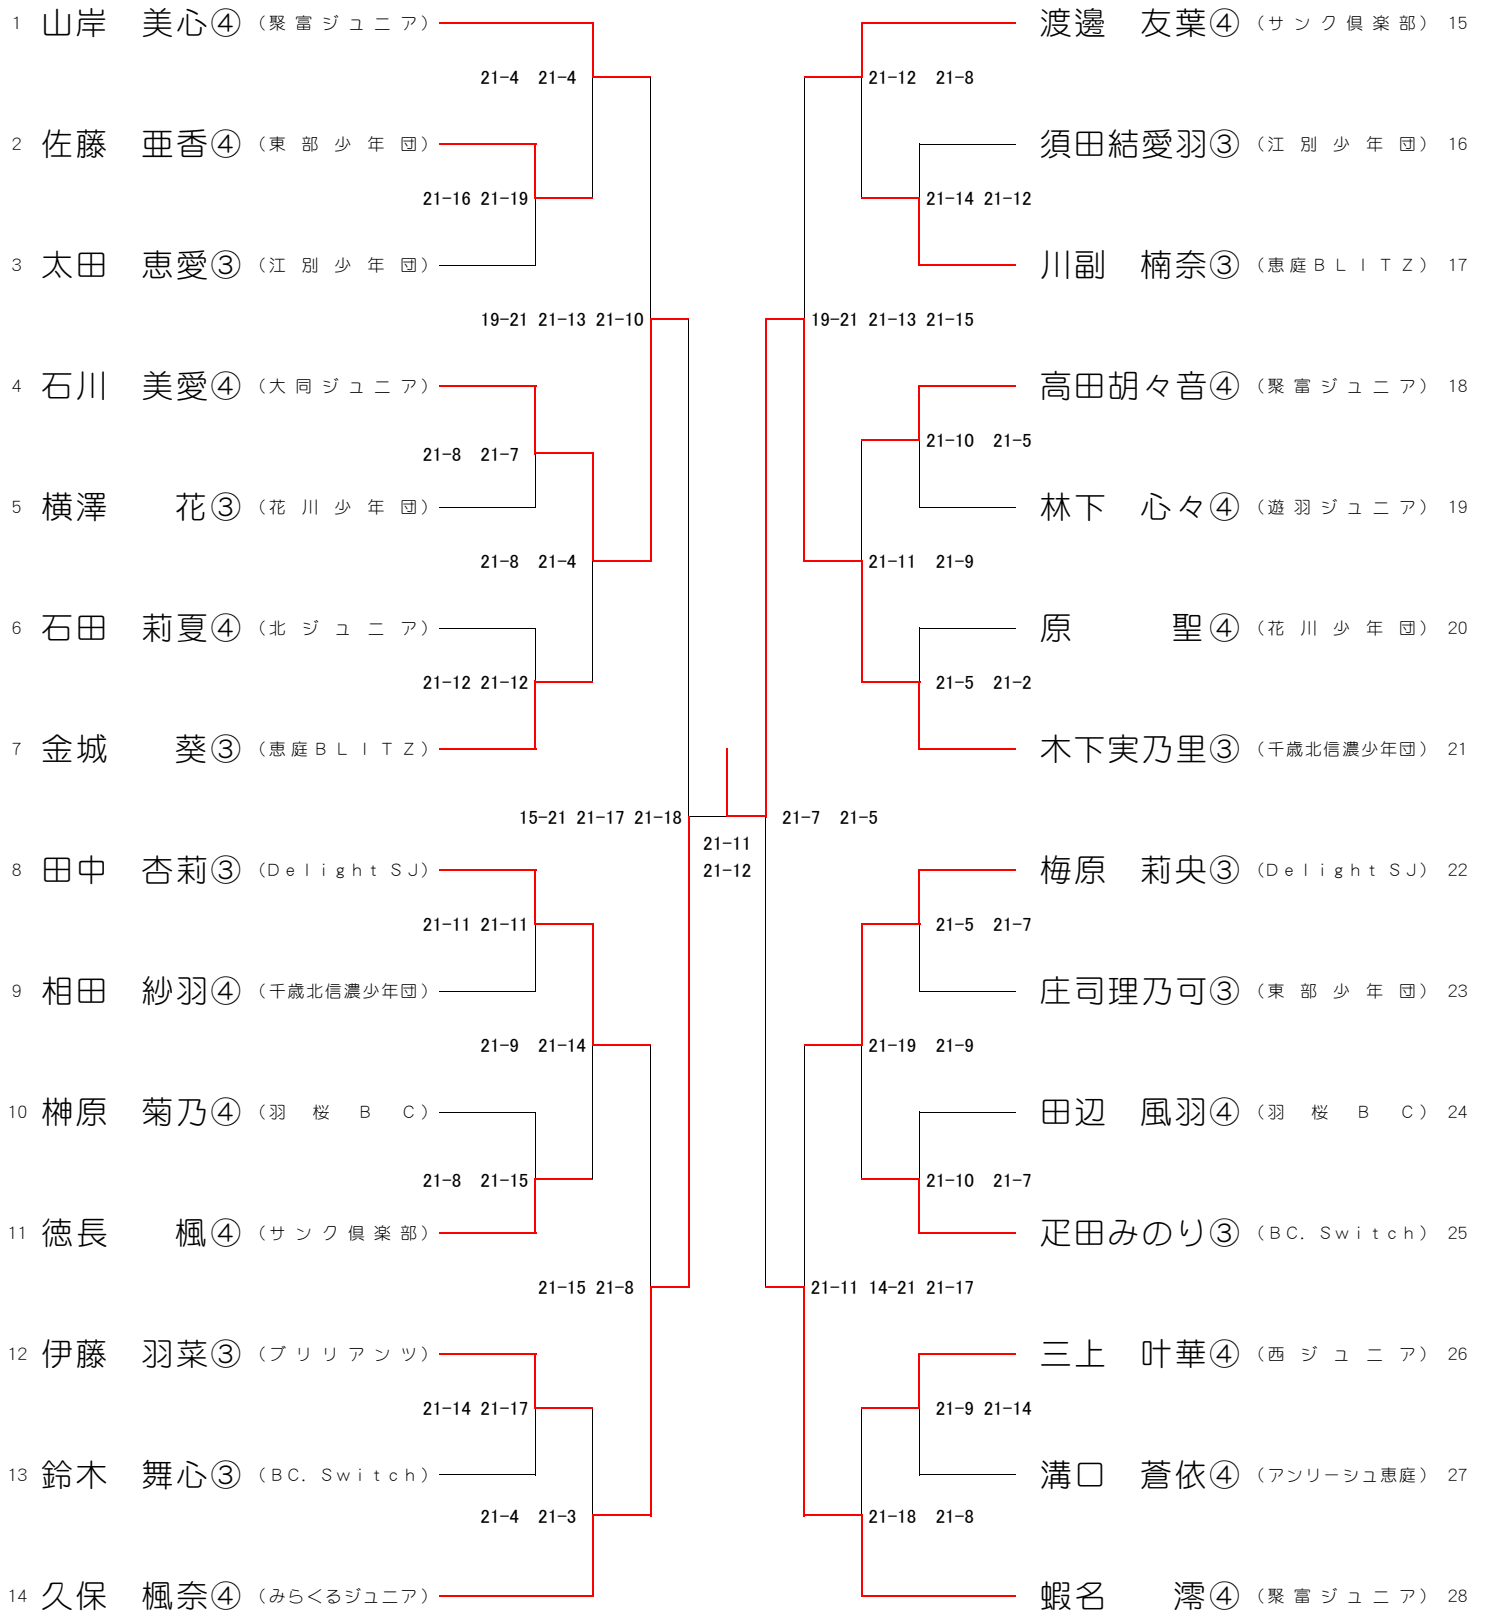 1 山岸　美心④ （聚富ジュニア）
21-4 21-4
2 佐藤　亜香④ （東部少年団）
21-16 21-19
3 太田　恵愛③ （江別少年団）
19-21 21-13 21-10
4 石川　美愛④ （大同ジュニア）
21-8 21-7
5 横澤　花③ （花川少年団）
21-8 21-4
6 石田　莉夏④ （北ジュニア）
21-12 21-12
7 金城　葵③ （恵庭ＢＬＩＴＺ）
15-21 21-17 21-18
8 田中　杏莉③ （Delight SJ）
21-11 21-11
9 相田　紗羽④ （千歳北信濃少年団）
21-9 21-14
10 榊原　菊乃④ （羽桜ＢＣ）
21-8 21-15
11 徳長　楓④ （サンク倶楽部）
21-15 21-8
12 伊藤　羽菜③ （ブリリアンツ）
21-14 21-17
13 鈴木　舞心③ （BC. Switch）
21-4 21-3
14 久保　楓奈④ （みらくるジュニア）
21-11
21-12
渡邊　友葉④ （サンク倶楽部） 15
21-12 21-8
須田結愛羽③ （江別少年団） 16
21-14 21-12
川副　楠奈③ （恵庭ＢＬＩＴＺ） 17
19-21 21-13 21-15
高田胡々音④ （聚富ジュニア） 18
21-10 21-5
林下　心々④ （遊羽ジュニア） 19
21-11 21-9
原　聖④ （花川少年団） 20
21-5 21-2
木下実乃里③ （千歳北信濃少年団） 21
21-7 21-5
梅原　莉央③ （Delight SJ） 22
21-5 21-7
庄司理乃可③ （東部少年団） 23
21-19 21-9
田辺　風羽④ （羽桜ＢＣ） 24
21-10 21-7
疋田みのり③ （BC. Switch） 25
21-11 14-21 21-17
三上　叶華④ （西ジュニア） 26
21-9 21-14
溝口　蒼依④ （アンリーシュ恵庭） 27
21-18 21-8
蝦名　澪④ （聚富ジュニア） 28